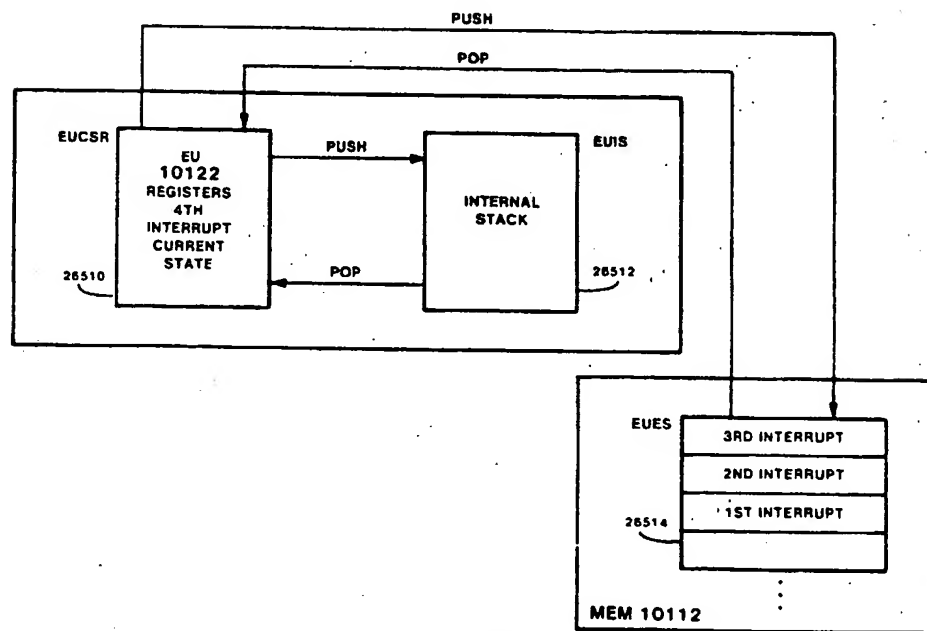 PUSH
POP
EUCSR
EU
10122
REGISTERS
4TH
INTERRUPT
CURRENT
STATE
26510
PUSH
POP
EUIS
INTERNAL
STACK
26512
EUES
3RD INTERRUPT
2ND INTERRUPT
1ST INTERRUPT
26514
MEM 10112